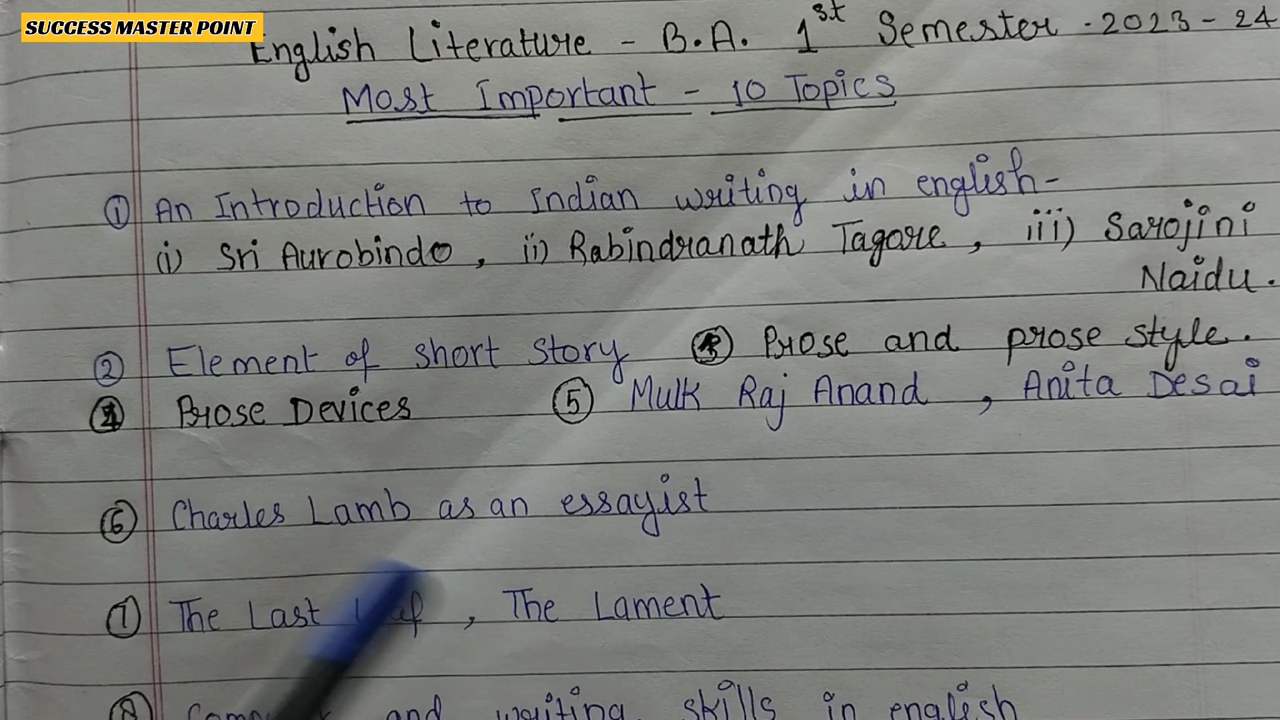 SUCCESS MASTER POINT
English Literature - B.A. 1st Semester - 2023 - 24
Most Important - 10 Topics
① An Introduction to Indian writing in english -
(i) Sri Aurobindo, ii) Rabindranath Tagore, iii) Sarojini
Naidu.
② Element of short story Prose and prose style.
Prose Devices ⑤ Mulk Raj Anand, Anita Desai
⑥ Charles Lamb as an essayist
⑦ The Last, The Lament
⑧ and writing skills in english